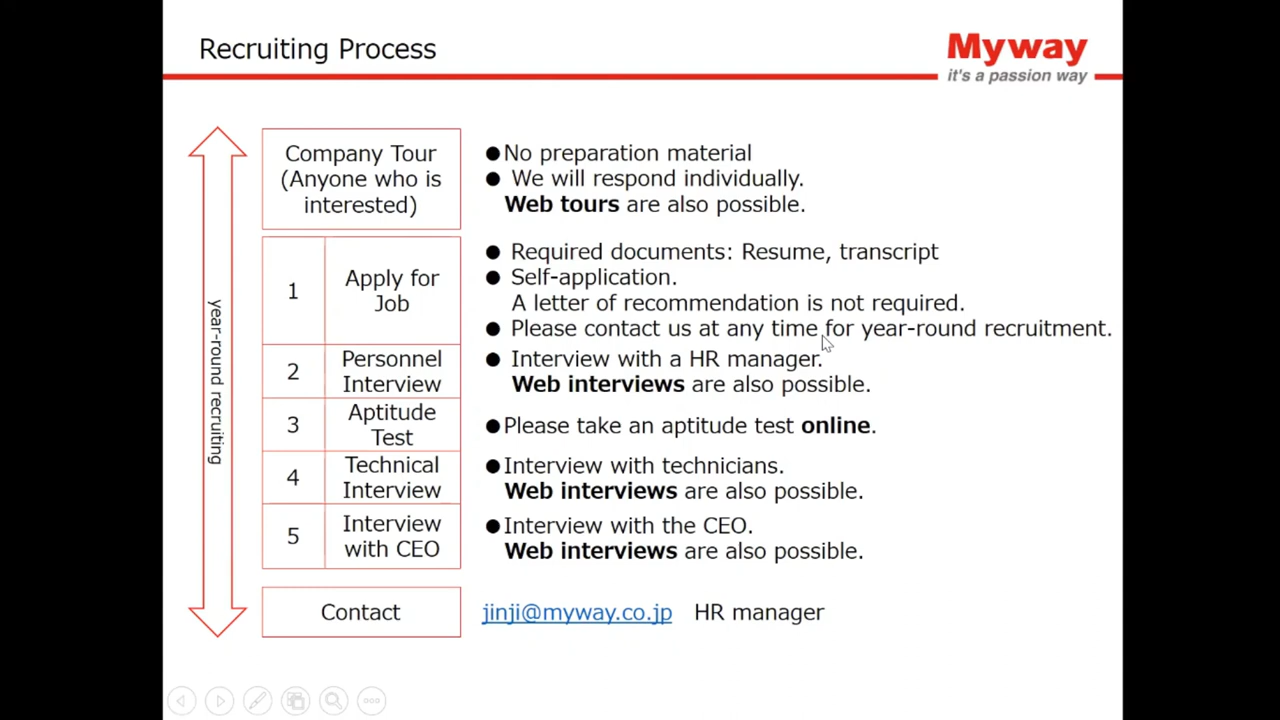 Recruiting Process
Myway
it's a passion way
year-round recruiting
Company Tour
(Anyone who is
interested)
●No preparation material
● We will respond individually.
Web tours are also possible.
1
Apply for
Job
● Required documents: Resume, transcript
● Self-application.
A letter of recommendation is not required.
● Please contact us at any time for year-round recruitment.
2
Personnel
Interview
● Interview with a HR manager.
Web interviews are also possible.
3
Aptitude
Test
●Please take an aptitude test online.
4
Technical
Interview
●Interview with technicians.
Web interviews are also possible.
5
Interview
with CEO
●Interview with the CEO.
Web interviews are also possible.
Contact
jinji@myway.co.jp HR manager